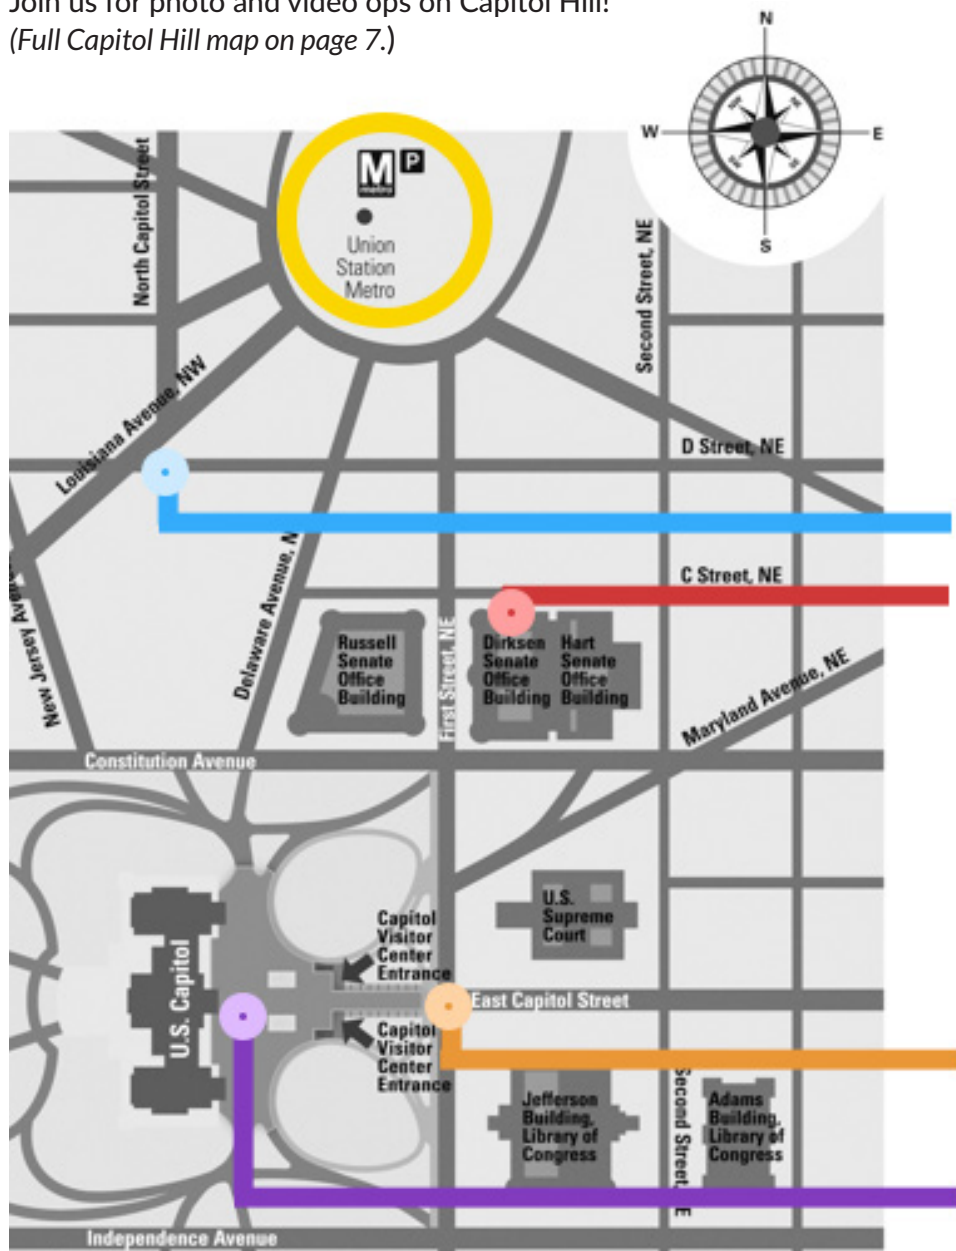 Join us for photo and video ops on Capitol Hill!
(Full Capitol Hill map on page 7.)
N
W
E
S
NW
NE
SW
SE
M
metro
P
Union
Station
Metro
North Capitol Street
Second Street, NE
Louisiana Avenue, NW
D Street, NE
C Street, NE
New Jersey Avenue
Delaware Avenue, N
Russell
Senate
Office
Building
First Street, NE
Dirksen
Senate
Office
Building
Hart
Senate
Office
Building
Maryland Avenue, NE
Constitution Avenue
U.S.
Supreme
Court
U.S. Capitol
Capitol
Visitor
Center
Entrance
East Capitol Street
Capitol
Visitor
Center
Entrance
Jefferson
Building,
Library of
Congress
Second Street,
Adams
Building,
Library of
Congress
Independence Avenue